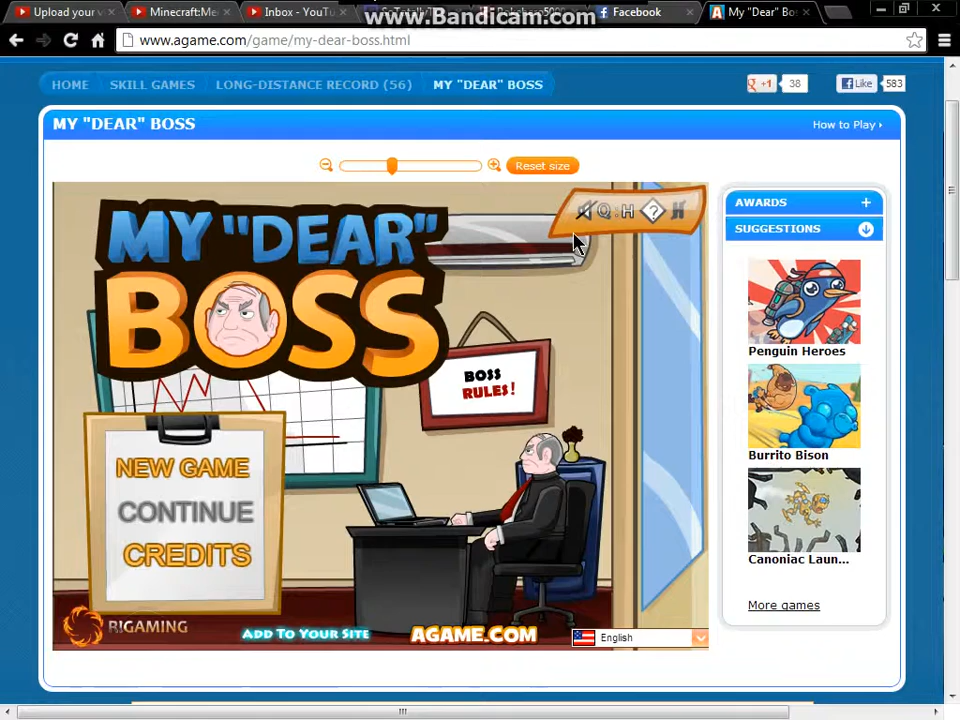 Upload your v
Minecraft:Me
Inbox - YouTu
www.Bandicam.com
Facebook
My "Dear" Bos
www.agame.com/game/my-dear-boss.html
HOME
SKILL GAMES
LONG-DISTANCE RECORD (56)
MY "DEAR" BOSS
+1
38
Like
583
MY "DEAR" BOSS
How to Play
Reset size
MY "DEAR"
BOSS
Q : H
?
BOSS
RULES!
NEW GAME
CONTINUE
CREDITS
RIGAMING
ADD TO YOUR SITE
AGAME.COM
English
AWARDS
SUGGESTIONS
Penguin Heroes
Burrito Bison
Canoniac Laun...
More games